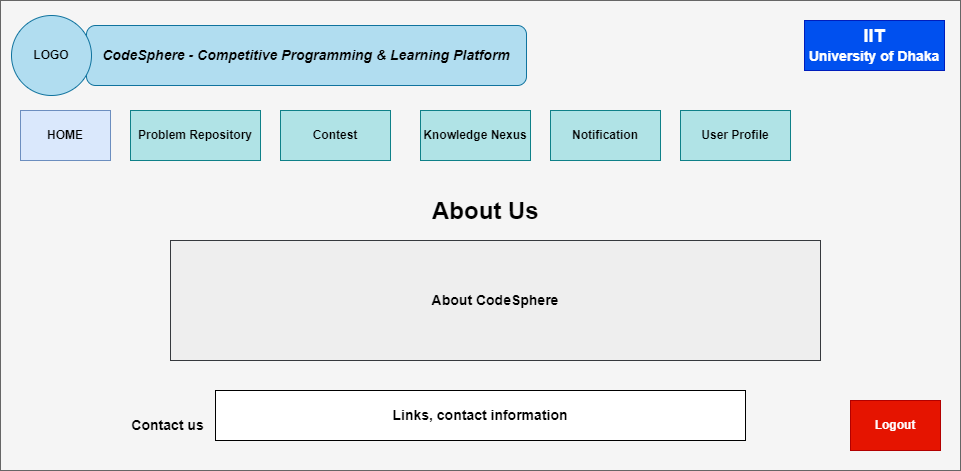 LOGO
CodeSphere - Competitive Programming & Learning Platform
IIT
University of Dhaka
HOME
Problem Repository
Contest
Knowledge Nexus
Notification
User Profile
About Us
About CodeSphere
Contact us
Links, contact information
Logout